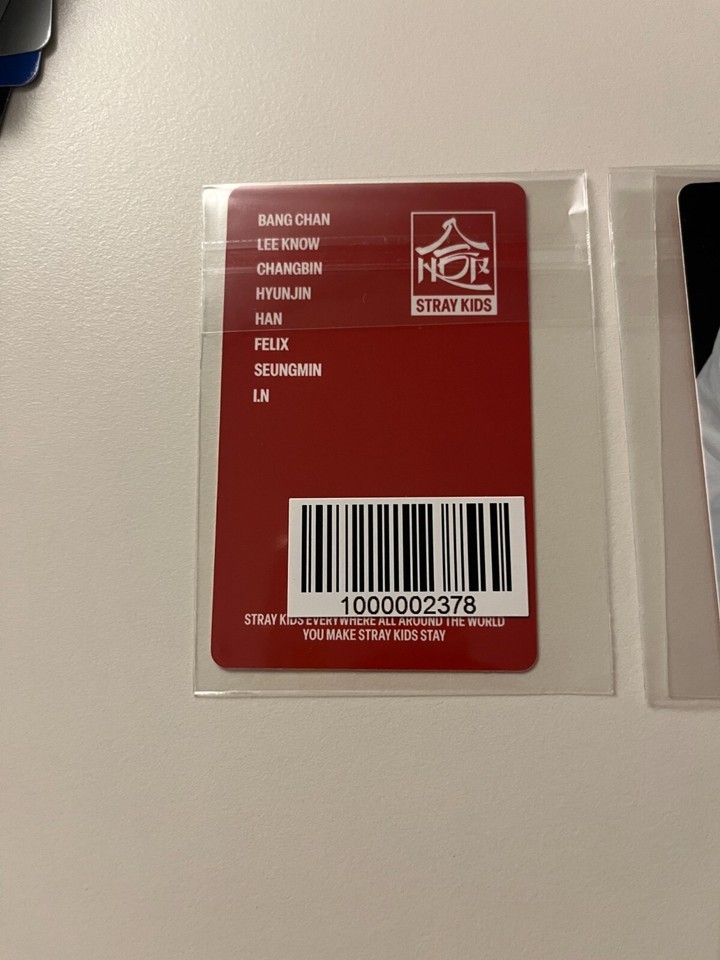 BANG CHAN
LEE KNOW
CHANGBIN
HYUNJIN
HAN
FELIX
SEUNGMIN
I.N
STRAY KIDS
1000002378
STRAY KIDS EVERYWHERE ALL AROUND THE WORLD
YOU MAKE STRAY KIDS STAY